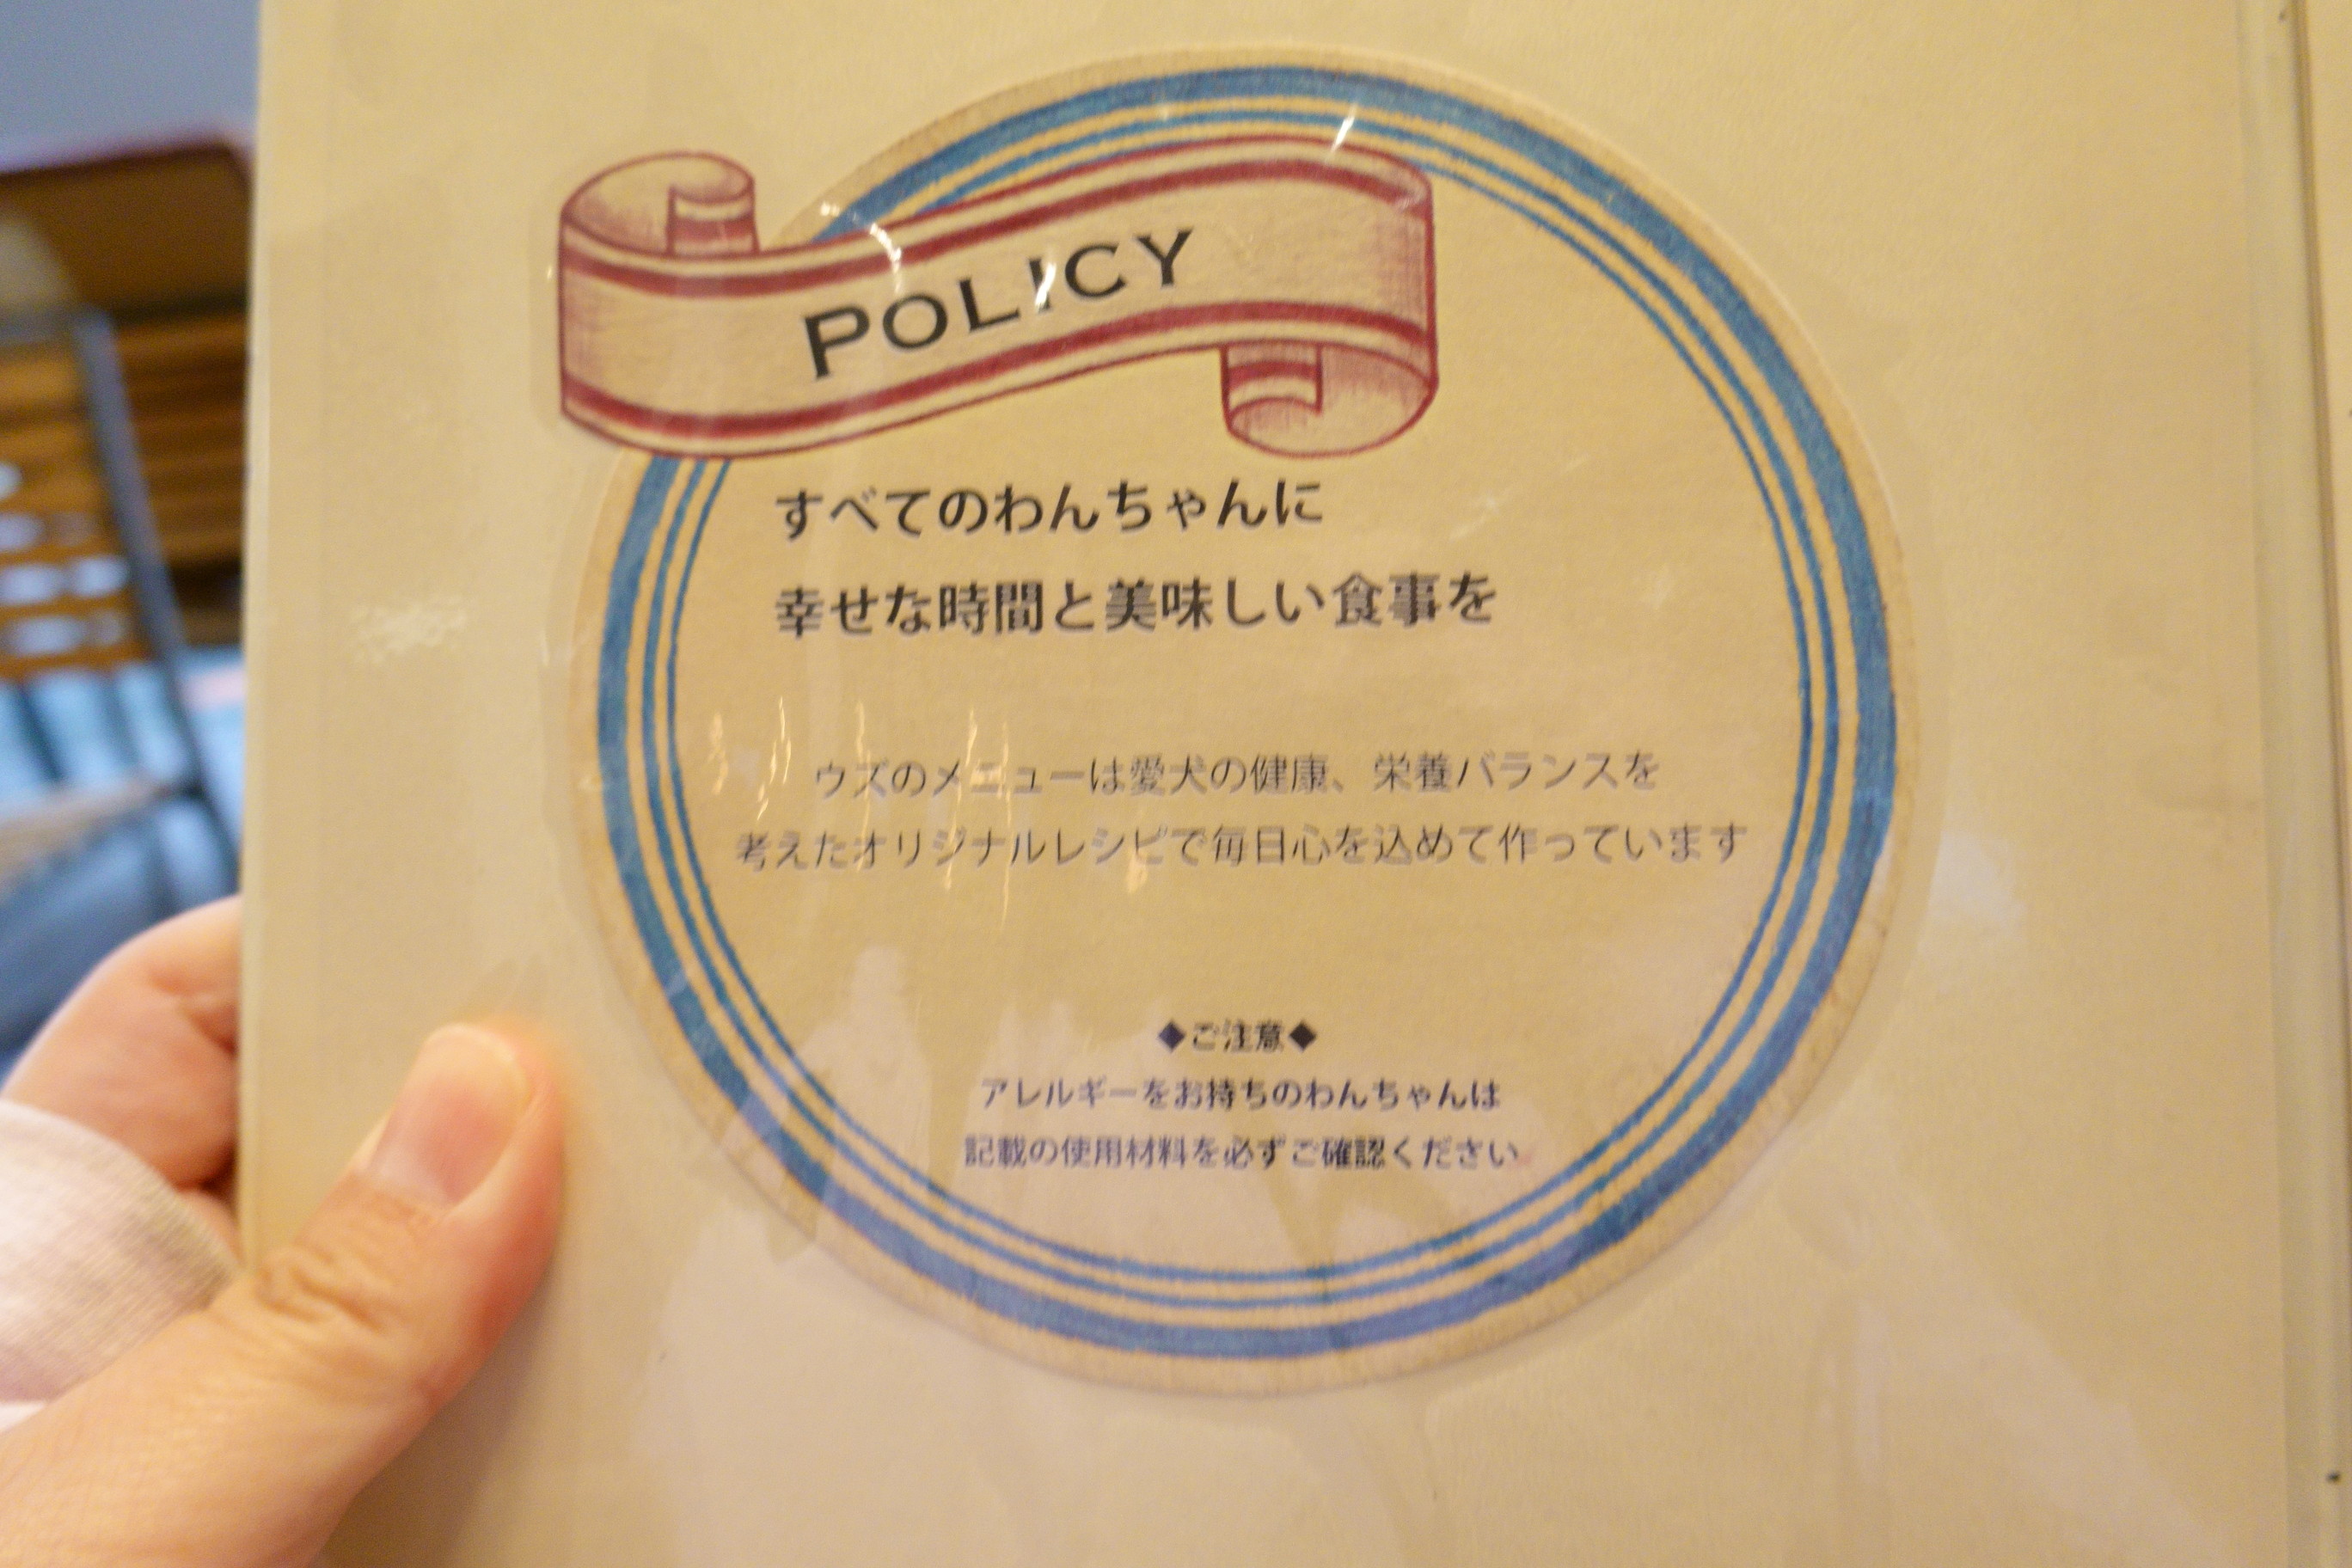 POLICY
すべてのわんちゃんに
幸せな時間と美味しい食事を
ウズのメニューは愛犬の健康、栄養バランスを
考えたオリジナルレシピで毎日心を込めて作っています
◆ご注意◆
アレルギーをお持ちのわんちゃんは
記載の使用材料を必ずご確認ください